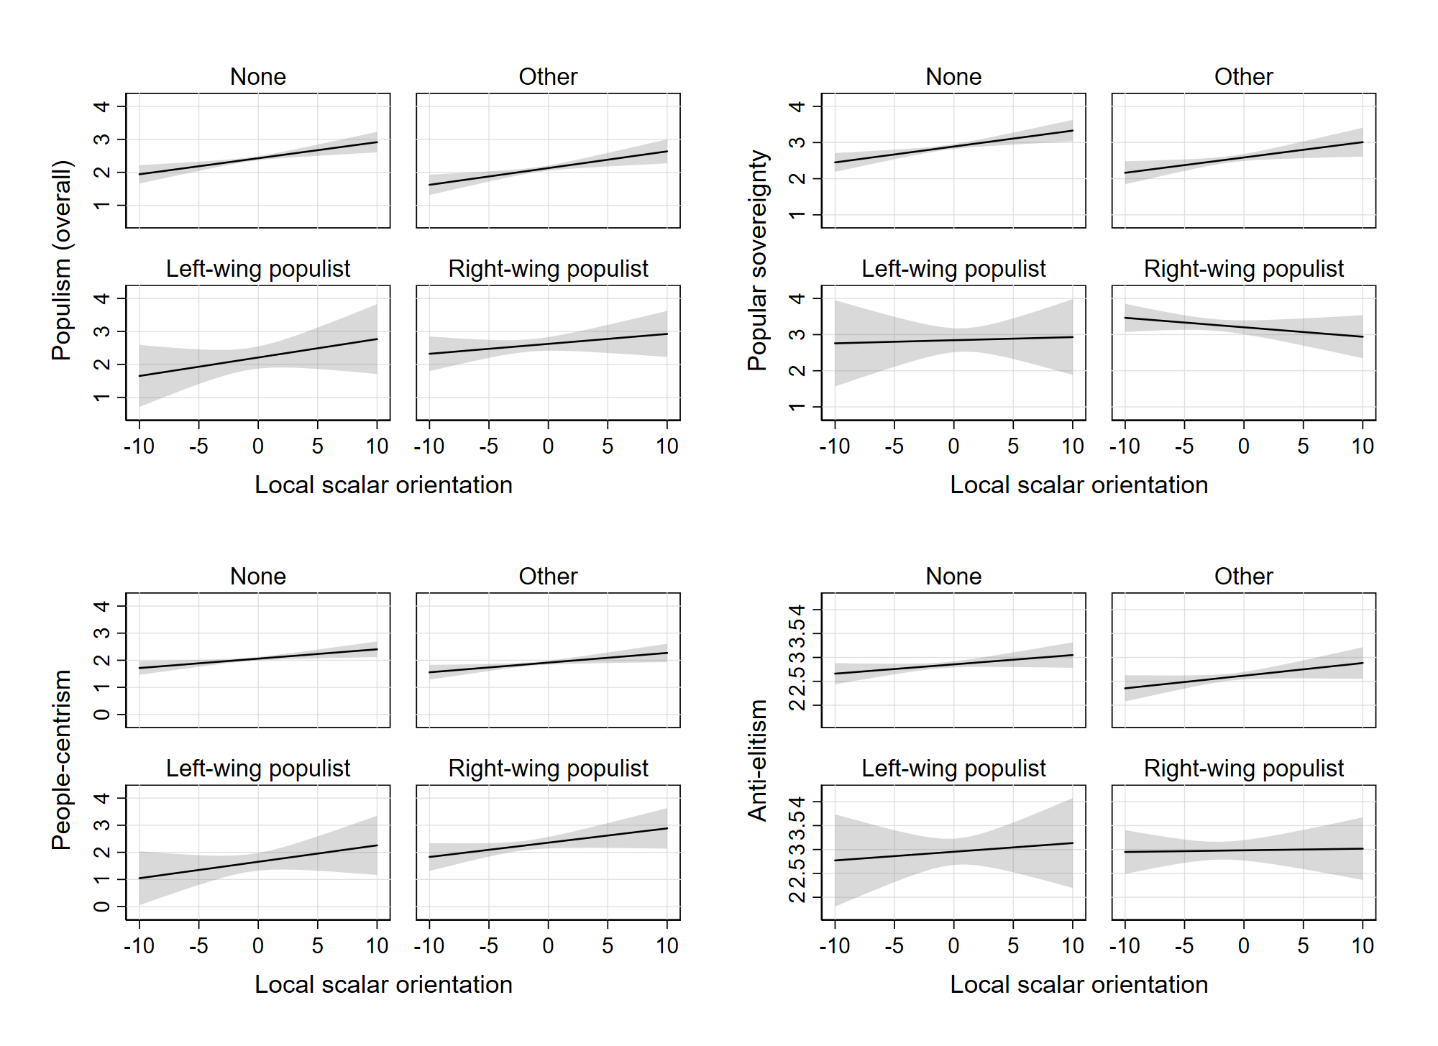 None Other
Populism (overall)
4
3
2
1
Left-wing populist Right-wing populist
4
3
2
1
-10 -5 0 5 10 -10 -5 0 5 10
Local scalar orientation
None Other
Popular sovereignty
4
3
2
1
Left-wing populist Right-wing populist
4
3
2
1
-10 -5 0 5 10 -10 -5 0 5 10
Local scalar orientation
None Other
People-centrism
4
3
2
1
0
Left-wing populist Right-wing populist
4
3
2
1
0
-10 -5 0 5 10 -10 -5 0 5 10
Local scalar orientation
None Other
Anti-elitism
22.533.54
Left-wing populist Right-wing populist
22.533.54
-10 -5 0 5 10 -10 -5 0 5 10
Local scalar orientation